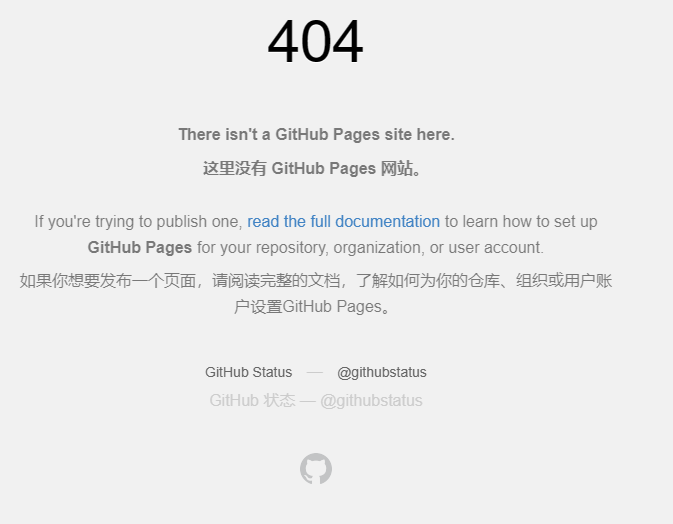 404
There isn't a GitHub Pages site here.
这里没有 GitHub Pages 网站。
If you're trying to publish one, read the full documentation to learn how to set up
GitHub Pages for your repository, organization, or user account.
如果你想要发布一个页面，请阅读完整的文档，了解如何为你的仓库、组织或用户账
户设置GitHub Pages。
GitHub Status — @githubstatus
GitHub 状态 — @githubstatus